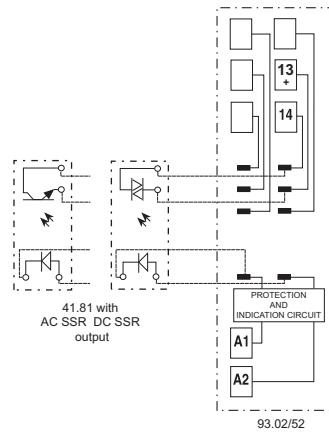 13
+
14
PROTECTION
AND
INDICATION CIRCUIT
A1
A2
41.81 with
AC SSR DC SSR
output
93.02/52